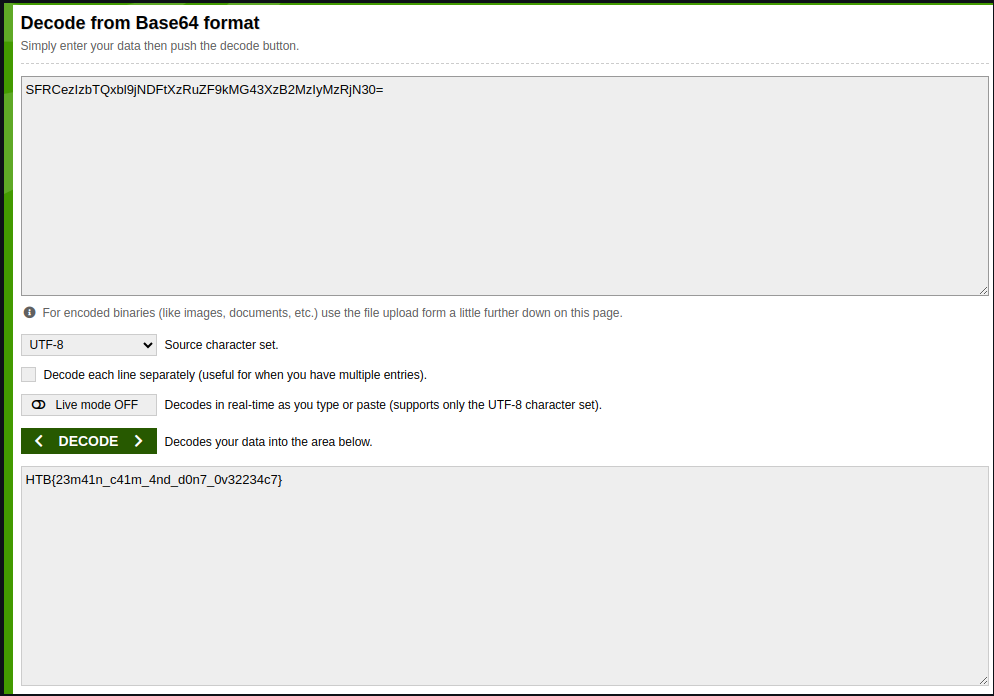 Decode from Base64 format
Simply enter your data then push the decode button.
SFRCezIzbTQxbl9jNDFtXzRuZF9kMG43XzB2MzIyMzRjN30=
For encoded binaries (like images, documents, etc.) use the file upload form a little further down on this page.
UTF-8 Source character set.
Decode each line separately (useful for when you have multiple entries).
Live mode OFF Decodes in real-time as you type or paste (supports only the UTF-8 character set).
DECODE Decodes your data into the area below.
HTB{23m41n_c41m_4nd_d0n7_0v32234c7}